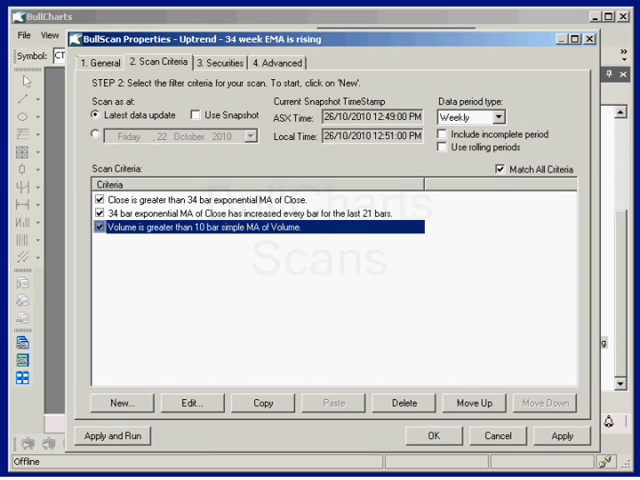 BullCharts
File View
Symbol:
BullScan Properties - Uptrend - 34 week EMA is rising
1. General 2. Scan Criteria 3. Securities 4. Advanced
STEP 2: Select the filter criteria for your scan. To start, click on 'New'.
Scan as at: Current Snapshot TimeStamp Data period type:
Latest data update Use Snapshot ASX Time: 26/10/2010 12:49:00 PM Weekly
Friday , 22 October 2010 Local Time: 26/10/2010 12:51:00 PM Include incomplete period
Use rolling periods
Scan Criteria: Match All Criteria
Criteria
Close is greater than 34 bar exponential MA of Close.
34 bar exponential MA of Close has increased every bar for the last 21 bars.
Volume is greater than 10 bar simple MA of Volume.
BullCharts
Scans
New... Edit... Copy Paste Delete Move Up Move Down
Apply and Run OK Cancel Apply
Offline